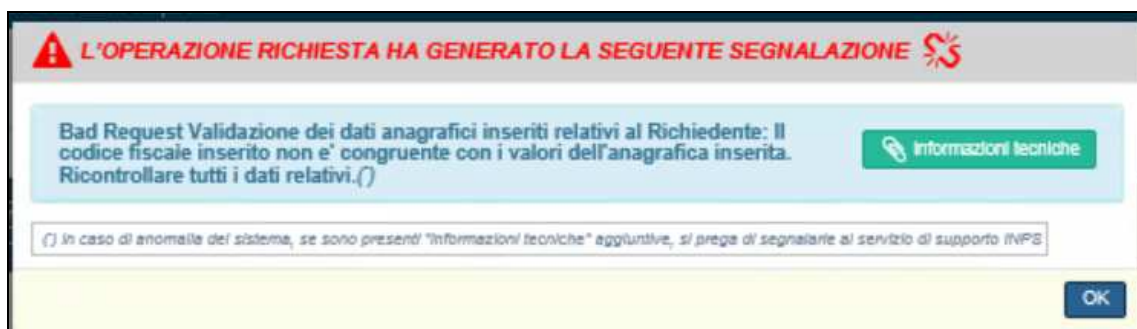 L'OPERAZIONE RICHIESTA HA GENERATO LA SEGUENTE SEGNALAZIONE
Bad Request Validazione dei dati anagrafici inseriti relativi al Richiedente: Il
codice fiscale inserito non e' congruente con i valori dell'anagrafica inserita.
Ricontrollare tutti i dati relativi.(*)
Informazioni tecniche
(*) In caso di anomalia del sistema, se sono presenti "Informazioni tecniche" aggiuntive, si prega di segnalarle al servizio di supporto INPS
OK